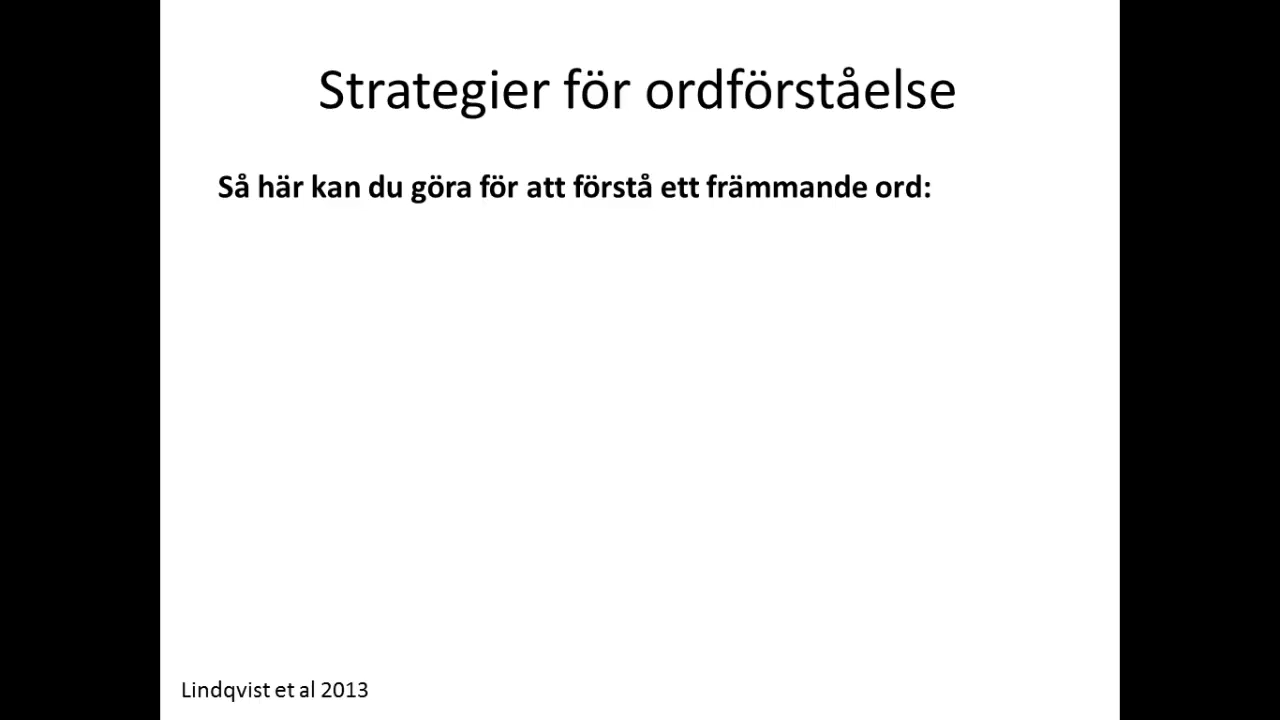 Strategier för ordförståelse
Så här kan du göra för att förstå ett främmande ord:
Lindqvist et al 2013